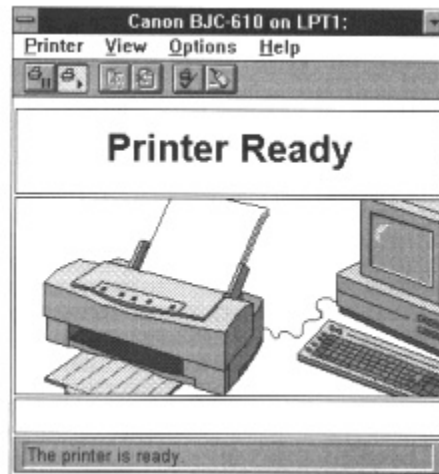 Canon BJC-610 on LPT1:
Printer View Options Help
Printer Ready
The printer is ready.